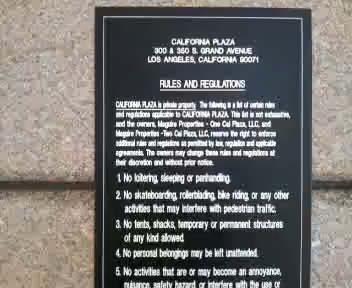 CALIFORNIA PLAZA
300 & 350 S. GRAND AVENUE
LOS ANGELES, CALIFORNIA 90071
RULES AND REGULATIONS
CALIFORNIA PLAZA is private property. The following is a list of certain rules
and regulations applicable to CALIFORNIA PLAZA. This list is not exhaustive,
and the owners, Maguire Properties - One Cal Plaza, LLC, and
Maguire Properties -Two Cal Plaza, LLC, reserve the right to enforce
additional rules and regulations as permitted by law, regulation and applicable
agreements. The owners may change these rules and regulations at
their discretion and without prior notice.
1. No loitering, sleeping or panhandling.
2. No skateboarding, rollerblading, bike riding, or any other
activities that may interfere with pedestrian traffic.
3. No tents, shacks, temporary or permanent structures
of any kind allowed.
4. No personal belongings may be left unattended.
5. No activities that are or may become an annoyance,
nuisance, safety hazard, or interfere with the use or